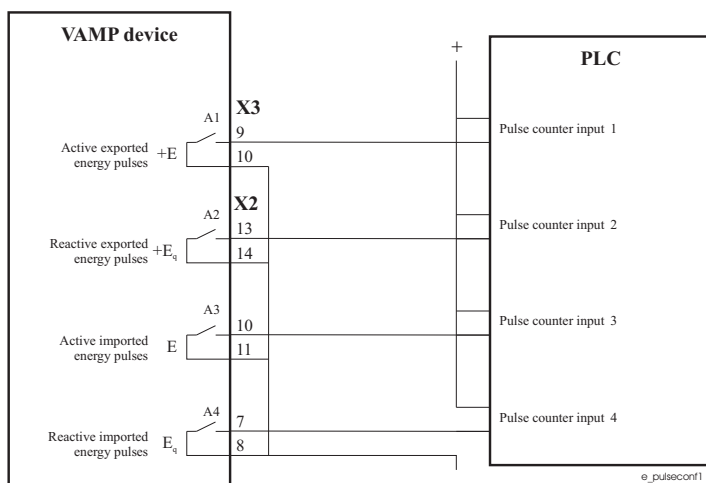 VAMP device
+
PLC
X3
A1
9
Active exported
energy pulses
+E
10
Pulse counter input 1
X2
A2
13
Reactive exported
energy pulses
+Eq
14
Pulse counter input 2
A3
10
Active imported
energy pulses
E
11
Pulse counter input 3
A4
7
Reactive imported
energy pulses
Eq
8
Pulse counter input 4
e_pulseconf1